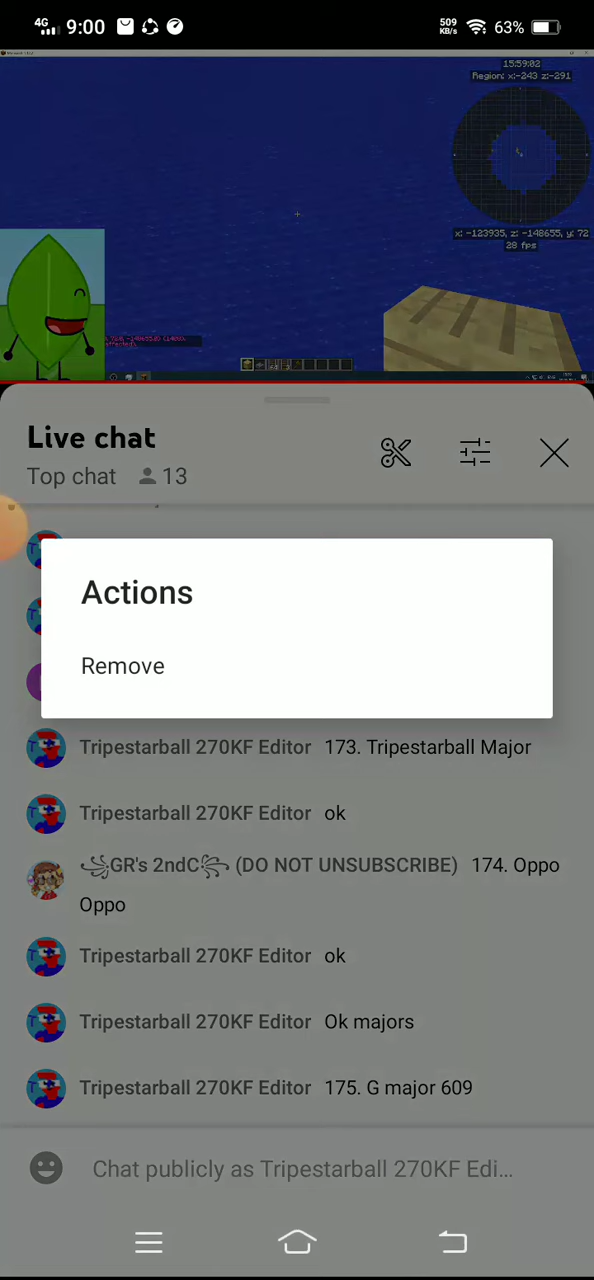 4G 9:00 509 KB/s 63%
15:59:02
Region: x:-243 z:-291
x: -123935, z: -148655, y: 72
28 fps
Live chat
Top chat 13
Actions
Remove
Tripestarball 270KF Editor 173. Tripestarball Major
Tripestarball 270KF Editor ok
꧁GR's 2ndC꧂ (DO NOT UNSUBSCRIBE) 174. Oppo
Oppo
Tripestarball 270KF Editor ok
Tripestarball 270KF Editor Ok majors
Tripestarball 270KF Editor 175. G major 609
Chat publicly as Tripestarball 270KF Edi...